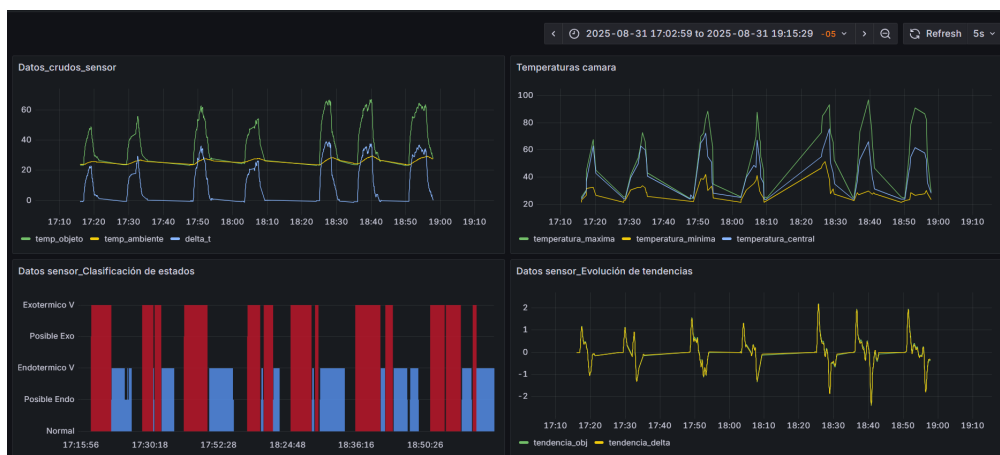 2025-08-31 17:02:59 to 2025-08-31 19:15:29 -05 Refresh 5s
Datos_crudos_sensor
60
40
20
0
17:10 17:20 17:30 17:40 17:50 18:00 18:10 18:20 18:30 18:40 18:50 19:00 19:10
temp_objeto temp_ambiente delta_t
Temperaturas camara
100
80
60
40
20
17:10 17:20 17:30 17:40 17:50 18:00 18:10 18:20 18:30 18:40 18:50 19:00 19:10
temperatura_maxima temperatura_minima temperatura_central
Datos sensor_Clasificación de estados
Exotermico V
Posible Exo
Endotermico V
Posible Endo
Normal
17:15:56 17:30:18 17:52:28 18:24:48 18:36:16 18:50:26
Datos sensor_Evolución de tendencias
2
1
0
-1
-2
17:10 17:20 17:30 17:40 17:50 18:00 18:10 18:20 18:30 18:40 18:50 19:00 19:10
tendencia_obj tendencia_delta